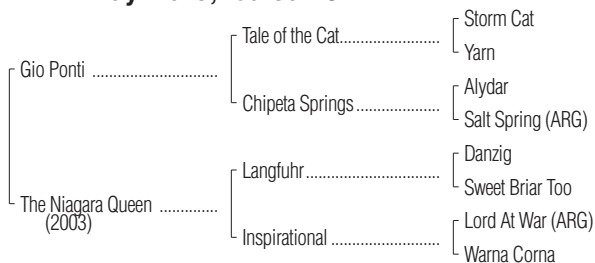 Storm Cat
Tale of the Cat
Yarn
Gio Ponti
Alydar
Chipeta Springs
Salt Spring (ARG)
Danzig
Langfuhr
Sweet Briar Too
The Niagara Queen
(2003)
Lord At War (ARG)
Inspirational
Warna Corna